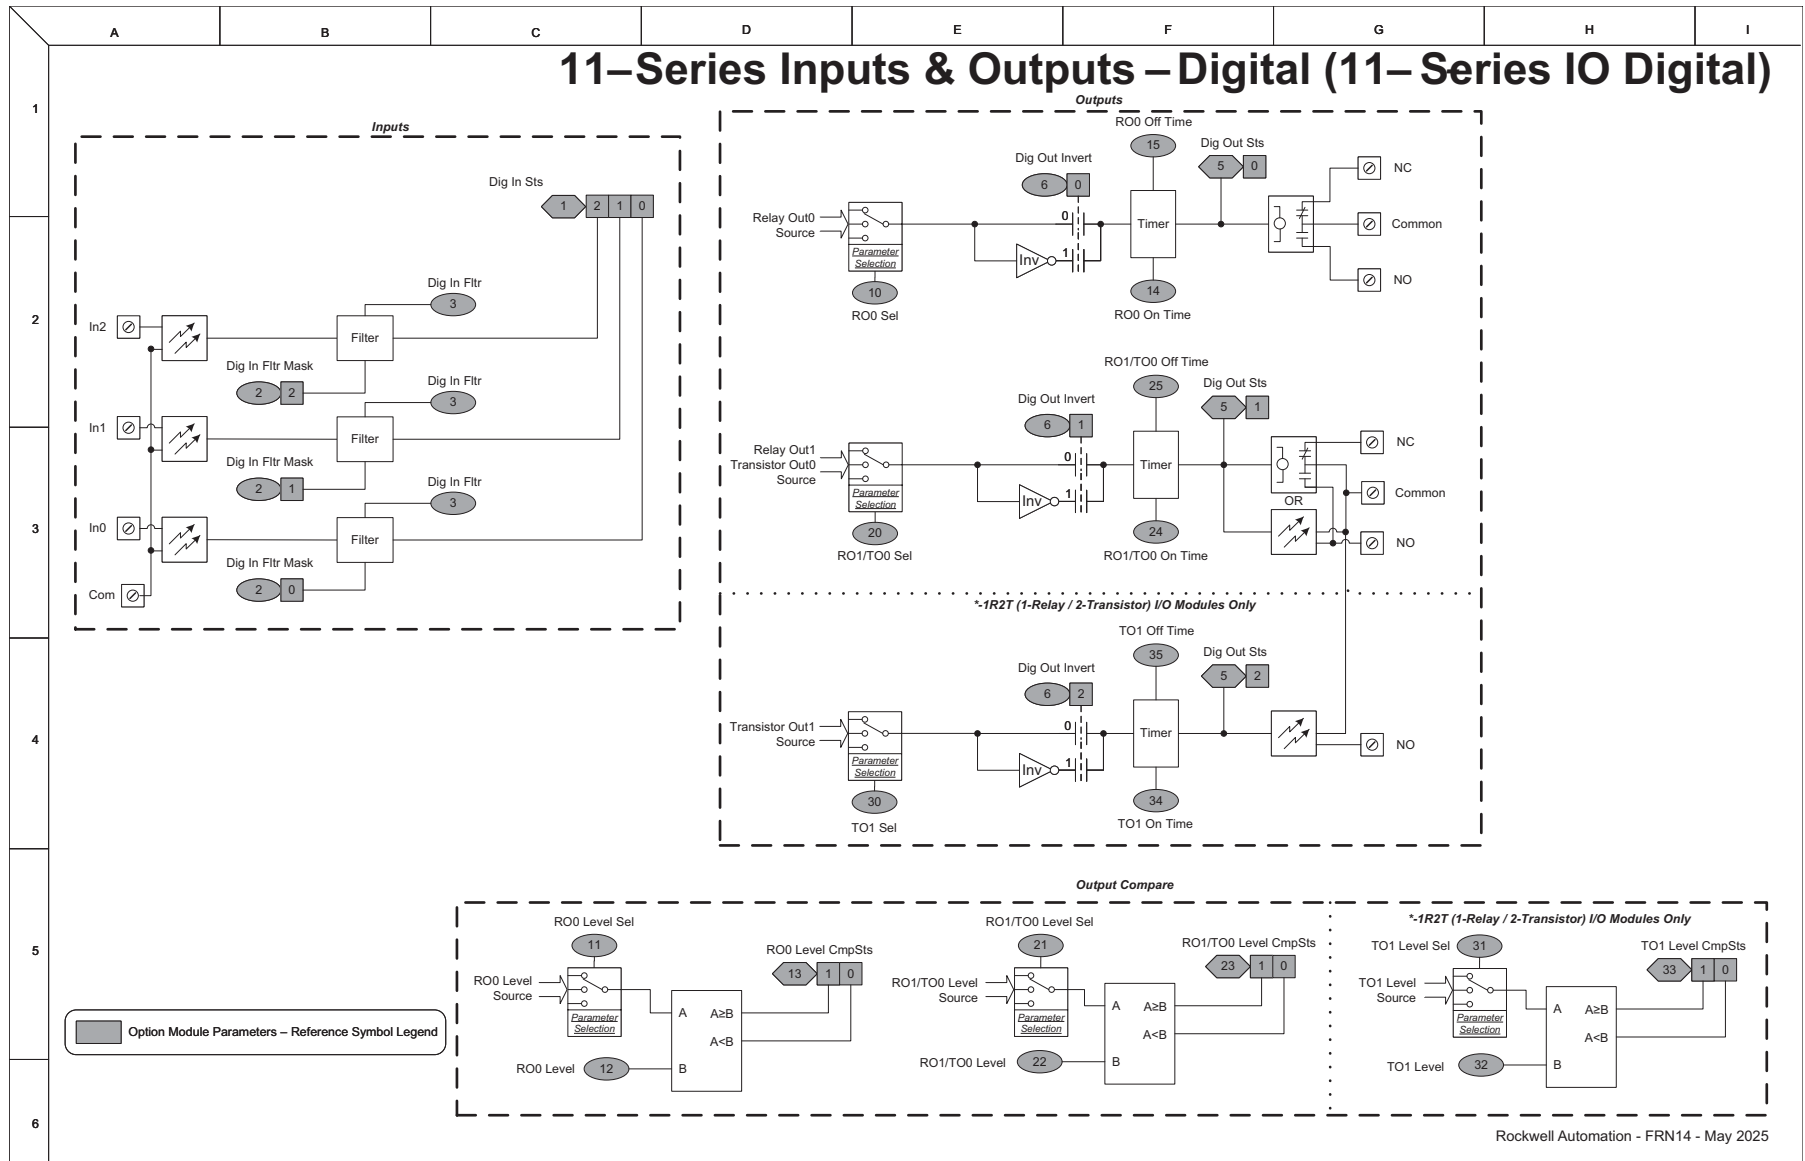 A B C D E F G H I
11–Series Inputs & Outputs – Digital (11– Series IO Digital)
1
2
3
4
5
6
Inputs
Dig In Sts
1 2 1 0
Dig In Fltr
3
In2
Filter
Dig In Fltr Mask
2 2
Dig In Fltr
3
In1
Filter
Dig In Fltr Mask
2 1
Dig In Fltr
3
In0
Filter
Dig In Fltr Mask
2 0
Com
Outputs
RO0 Off Time
15
Dig Out Invert
6 0
Dig Out Sts
5 0
NC
Relay Out0
Source
Parameter
Selection
10
RO0 Sel
0
Inv
1
Timer
14
RO0 On Time
Common
NO
RO1/TO0 Off Time
25
Dig Out Invert
6 1
Dig Out Sts
5 1
NC
Relay Out1
Transistor Out0
Source
Parameter
Selection
20
RO1/TO0 Sel
0
Inv
1
Timer
24
RO1/TO0 On Time
OR
Common
NO
*-1R2T (1-Relay / 2-Transistor) I/O Modules Only
TO1 Off Time
35
Dig Out Invert
6 2
Dig Out Sts
5 2
Transistor Out1
Source
Parameter
Selection
30
TO1 Sel
0
Inv
1
Timer
34
TO1 On Time
NO
Output Compare
RO0 Level Sel
11
RO0 Level CmpSts
13 1 0
RO0 Level
Source
Parameter
Selection
A A≥B
A<B
B
RO0 Level 12
RO1/TO0 Level Sel
21
RO1/TO0 Level CmpSts
23 1 0
RO1/TO0 Level
Source
Parameter
Selection
A A≥B
A<B
B
RO1/TO0 Level 22
*-1R2T (1-Relay / 2-Transistor) I/O Modules Only
TO1 Level Sel 31
TO1 Level CmpSts
33 1 0
TO1 Level
Source
Parameter
Selection
A A≥B
A<B
B
TO1 Level 32
Option Module Parameters – Reference Symbol Legend
Rockwell Automation - FRN14 - May 2025